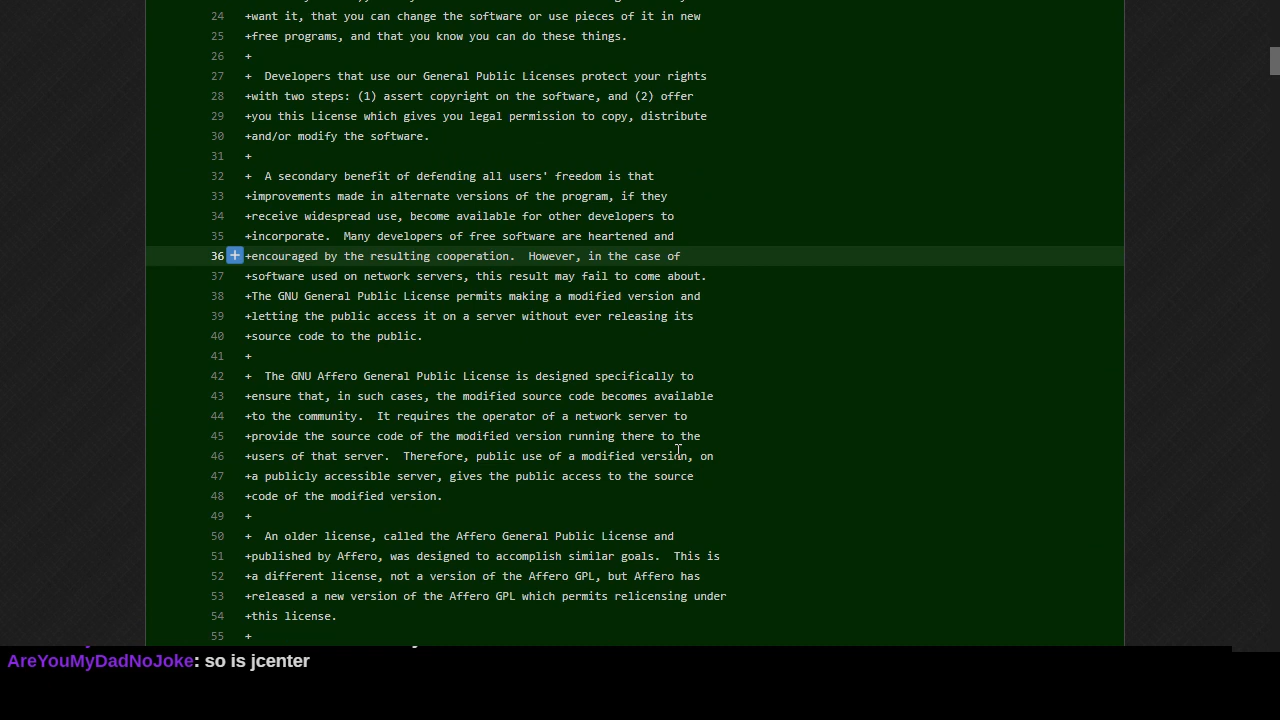 24 +want it, that you can change the software or use pieces of it in new
25 +free programs, and that you know you can do these things.
26 +
27 +  Developers that use our General Public Licenses protect your rights
28 +with two steps: (1) assert copyright on the software, and (2) offer
29 +you this License which gives you legal permission to copy, distribute
30 +and/or modify the software.
31 +
32 +  A secondary benefit of defending all users' freedom is that
33 +improvements made in alternate versions of the program, if they
34 +receive widespread use, become available for other developers to
35 +incorporate.  Many developers of free software are heartened and
36 + +encouraged by the resulting cooperation.  However, in the case of
37 +software used on network servers, this result may fail to come about.
38 +The GNU General Public License permits making a modified version and
39 +letting the public access it on a server without ever releasing its
40 +source code to the public.
41 +
42 +  The GNU Affero General Public License is designed specifically to
43 +ensure that, in such cases, the modified source code becomes available
44 +to the community.  It requires the operator of a network server to
45 +provide the source code of the modified version running there to the
46 +users of that server.  Therefore, public use of a modified version, on
47 +a publicly accessible server, gives the public access to the source
48 +code of the modified version.
49 +
50 +  An older license, called the Affero General Public License and
51 +published by Affero, was designed to accomplish similar goals.  This is
52 +a different license, not a version of the Affero GPL, but Affero has
53 +released a new version of the Affero GPL which permits relicensing under
54 +this license.
55 +
AreYouMyDadNoJoke: so is jcenter